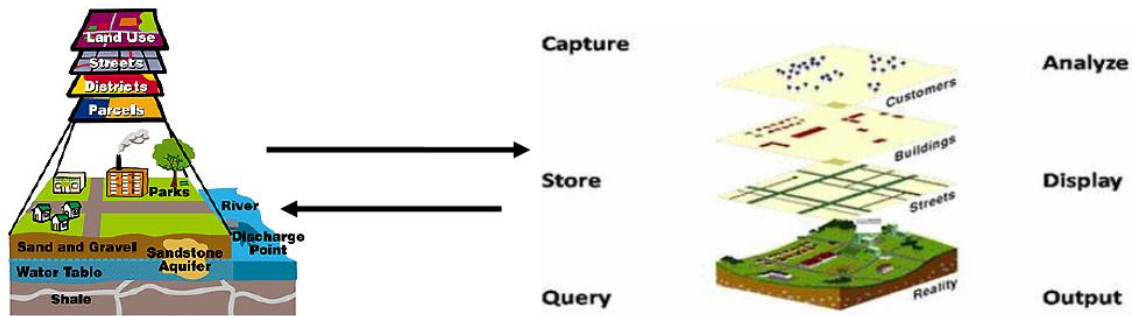 Land Use
Streets
Districts
Parcels
Parks
River
Discharge
Point
Sand and Gravel
Sandstone
Aquifer
Water Table
Shale
Capture
Store
Query
Customers
Buildings
Streets
Reality
Analyze
Display
Output